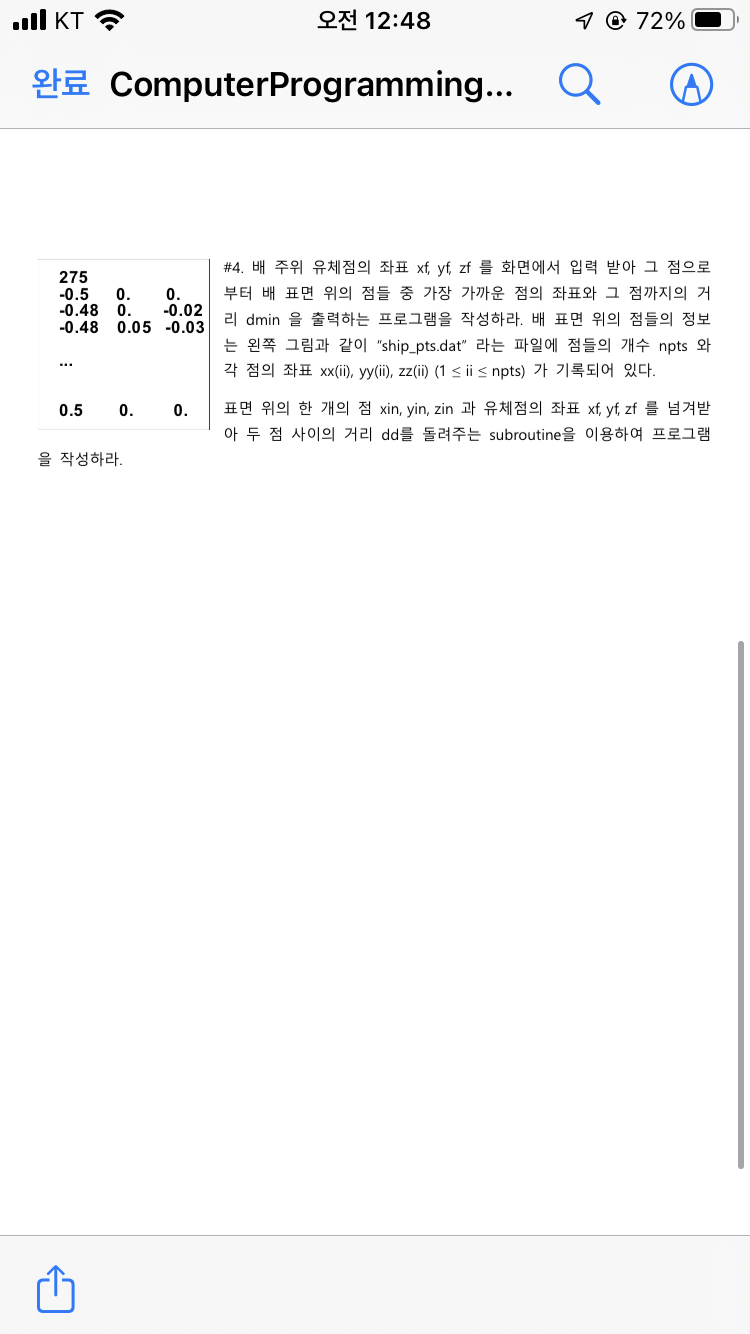 KT 오전 12:48 72%
완료 ComputerProgramming...
275
-0.5 0. 0.
-0.48 0. -0.02
-0.48 0.05 -0.03
...
0.5 0. 0.
#4. 배 주위 유체점의 좌표 xf, yf, zf 를 화면에서 입력 받아 그 점으로
부터 배 표면 위의 점들 중 가장 가까운 점의 좌표와 그 점까지의 거
리 dmin 을 출력하는 프로그램을 작성하라. 배 표면 위의 점들의 정보
는 왼쪽 그림과 같이 “ship_pts.dat” 라는 파일에 점들의 개수 npts 와
각 점의 좌표 xx(ii), yy(ii), zz(ii) (1 ≤ ii ≤ npts) 가 기록되어 있다.
표면 위의 한 개의 점 xin, yin, zin 과 유체점의 좌표 xf, yf, zf 를 넘겨받
아 두 점 사이의 거리 dd를 돌려주는 subroutine을 이용하여 프로그램
을 작성하라.